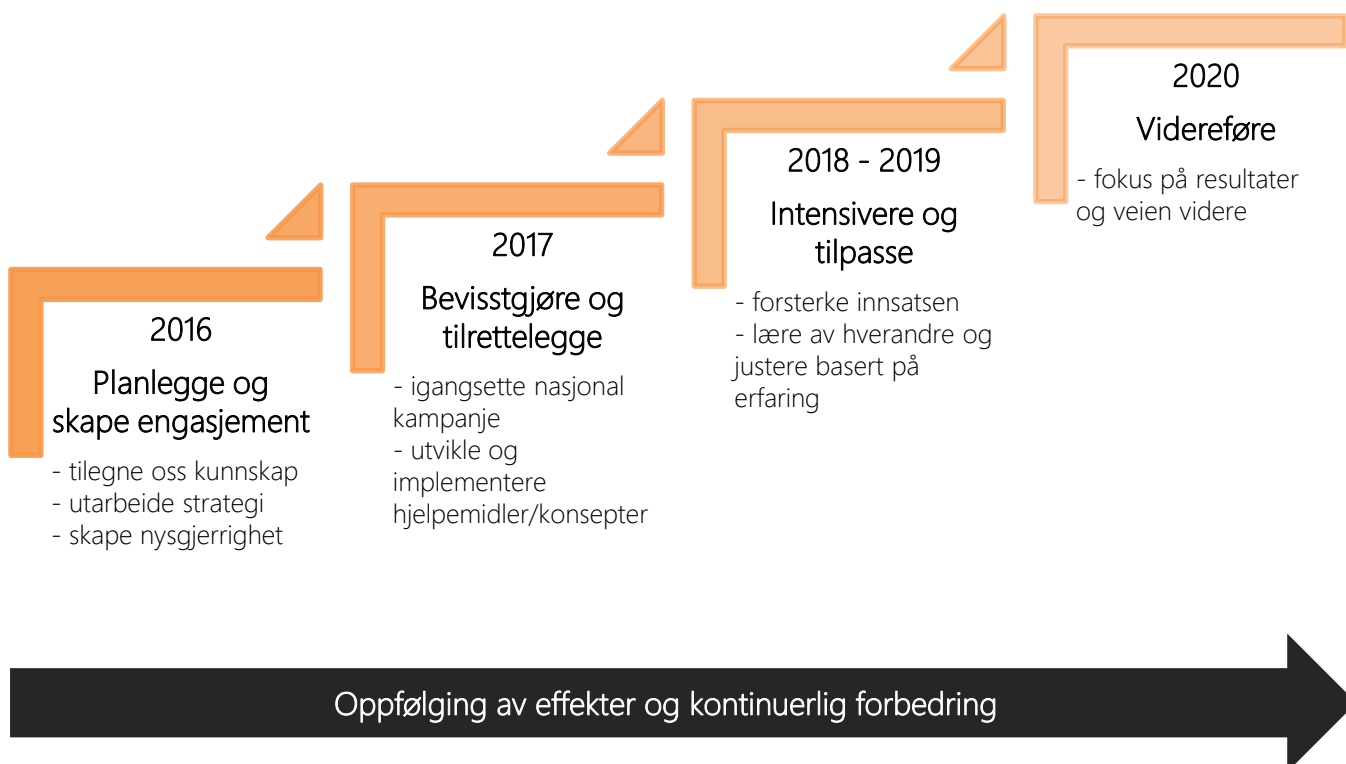 2016
Planlegge og
skape engasjement
- tilegne oss kunnskap
- utarbeide strategi
- skape nysgjerrighet
2017
Bevisstgjøre og
tilrettelegge
- igangsette nasjonal
kampanje
- utvikle og
implementere
hjelpemidler/konsepter
2018 - 2019
Intensivere og
tilpasse
- forsterke innsatsen
- lære av hverandre og
justere basert på
erfaring
2020
Videreføre
- fokus på resultater
og veien videre
Oppfølging av effekter og kontinuerlig forbedring